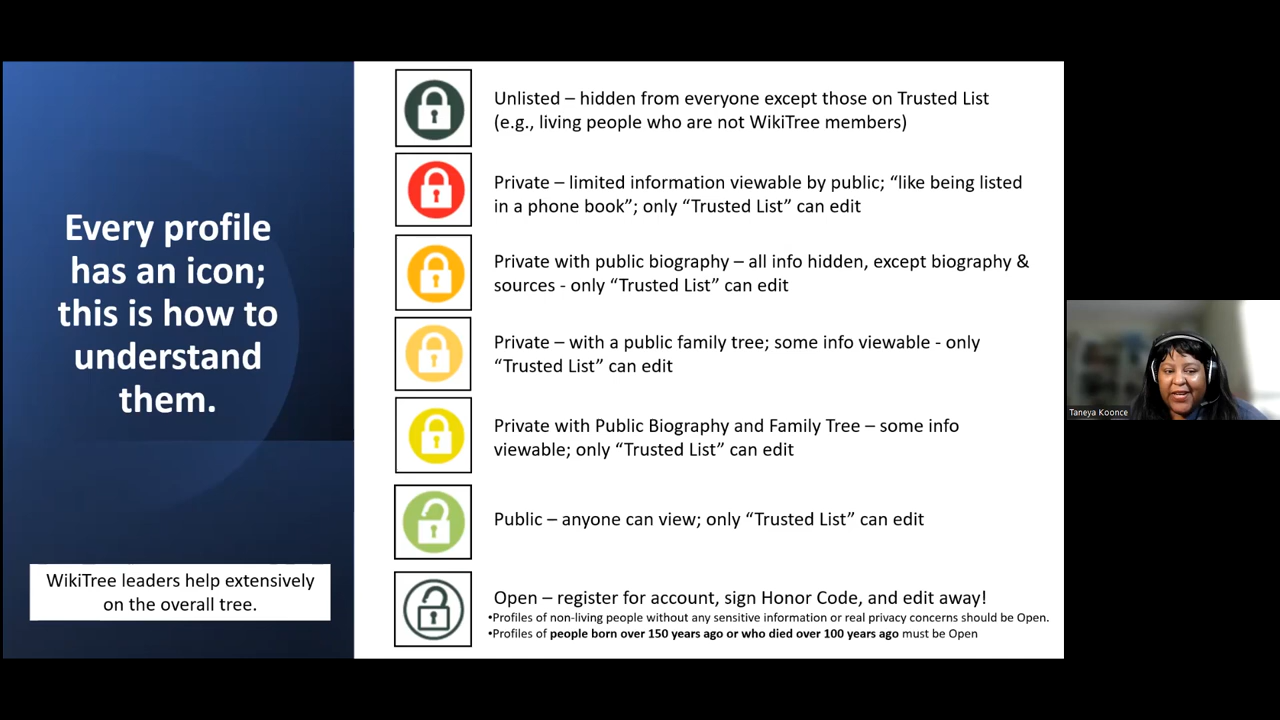 Every profile
has an icon;
this is how to
understand
them.
WikiTree leaders help extensively
on the overall tree.
Unlisted – hidden from everyone except those on Trusted List
(e.g., living people who are not WikiTree members)
Private – limited information viewable by public; “like being listed
in a phone book”; only “Trusted List” can edit
Private with public biography – all info hidden, except biography &
sources - only “Trusted List” can edit
Private – with a public family tree; some info viewable - only
“Trusted List” can edit
Private with Public Biography and Family Tree – some info
viewable; only “Trusted List” can edit
Public – anyone can view; only “Trusted List” can edit
Open – register for account, sign Honor Code, and edit away!
•Profiles of non-living people without any sensitive information or real privacy concerns should be Open.
•Profiles of people born over 150 years ago or who died over 100 years ago must be Open
Taneya Koonce